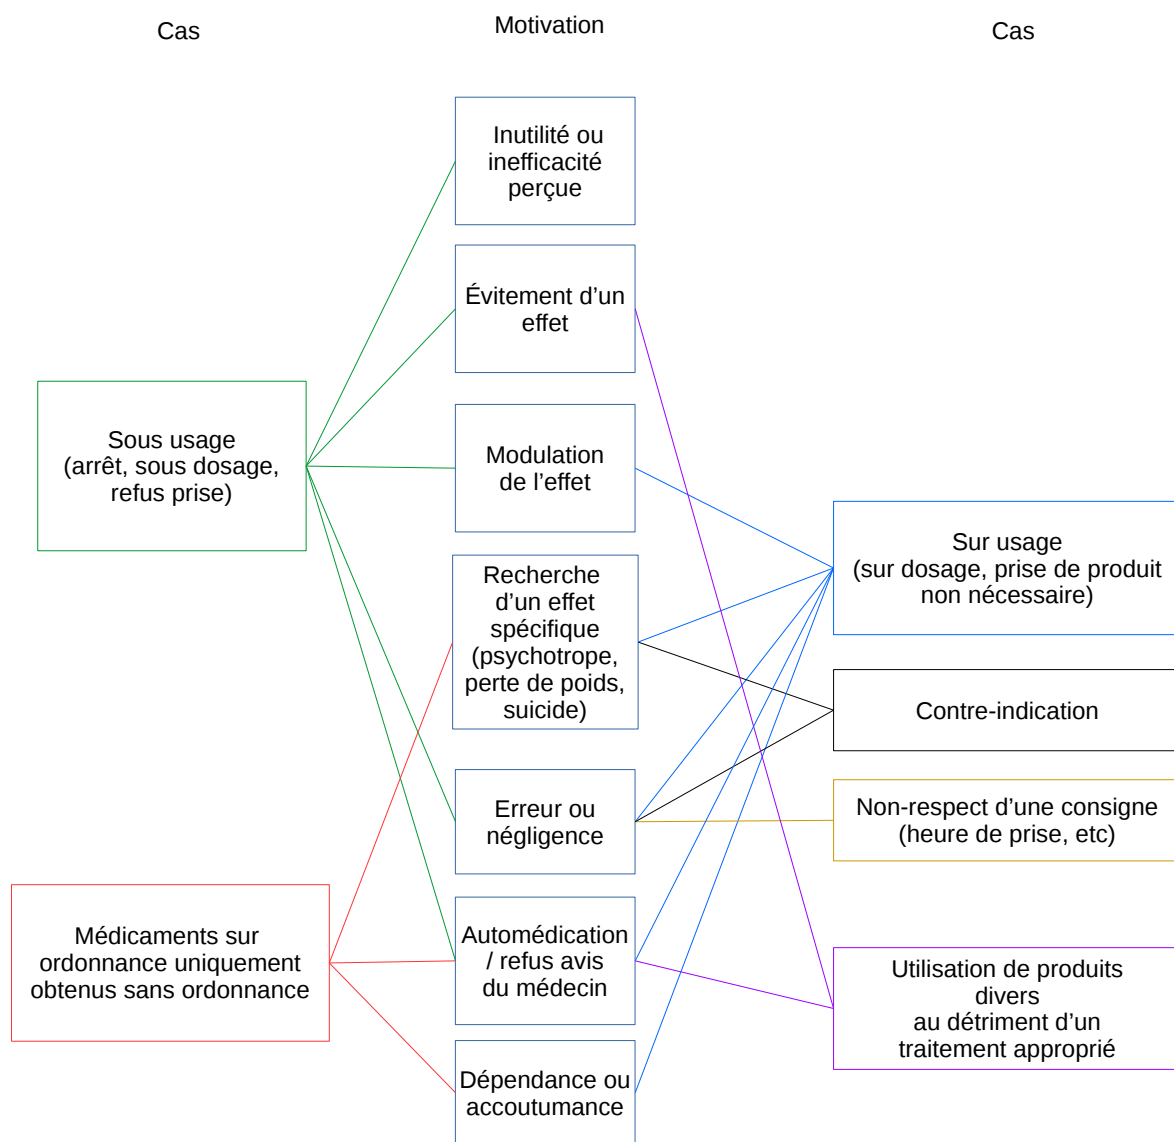 Cas
Motivation
Cas
Inutilité ou
inefficacité
perçue
Évitement d’un
effet
Sous usage
(arrêt, sous dosage,
refus prise)
Modulation
de l’effet
Sur usage
(sur dosage, prise de produit
non nécessaire)
Recherche
d’un effet
spécifique
(psychotrope,
perte de poids,
suicide)
Contre-indication
Erreur ou
négligence
Non-respect d’une consigne
(heure de prise, etc)
Médicaments sur
ordonnance uniquement
obtenus sans ordonnance
Automédication
/ refus avis
du médecin
Utilisation de produits
divers
au détriment d’un
traitement approprié
Dépendance ou
accoutumance